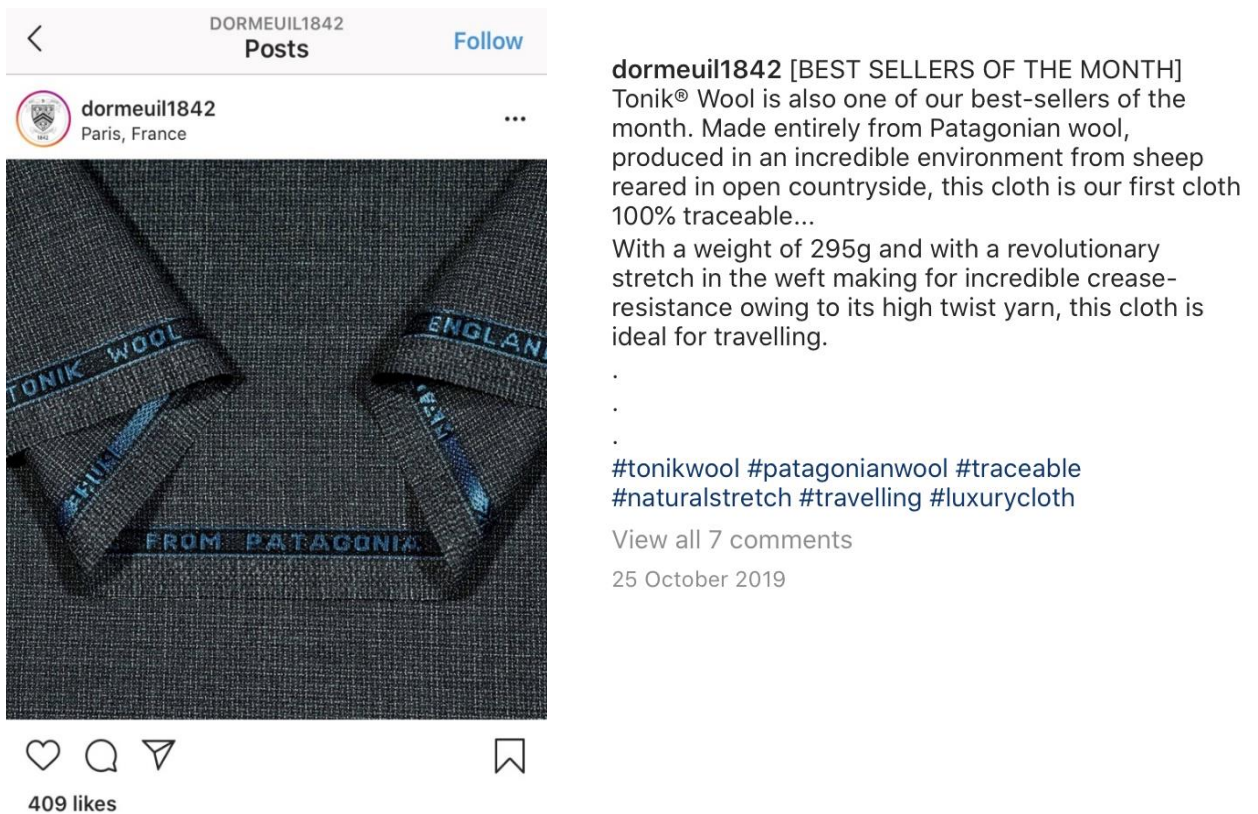 DORMEUIL1842
Posts
Follow
dormeuil1842
Paris, France
TONIK WOOL
ENGLAN
FROM PATAGONIA
409 likes
dormeuil1842 [BEST SELLERS OF THE MONTH]
Tonik® Wool is also one of our best-sellers of the
month. Made entirely from Patagonian wool,
produced in an incredible environment from sheep
reared in open countryside, this cloth is our first cloth
100% traceable...
With a weight of 295g and with a revolutionary
stretch in the weft making for incredible crease-
resistance owing to its high twist yarn, this cloth is
ideal for travelling.
.
.
.
#tonikwool #patagonianwool #traceable
#naturalstretch #travelling #luxurycloth
View all 7 comments
25 October 2019